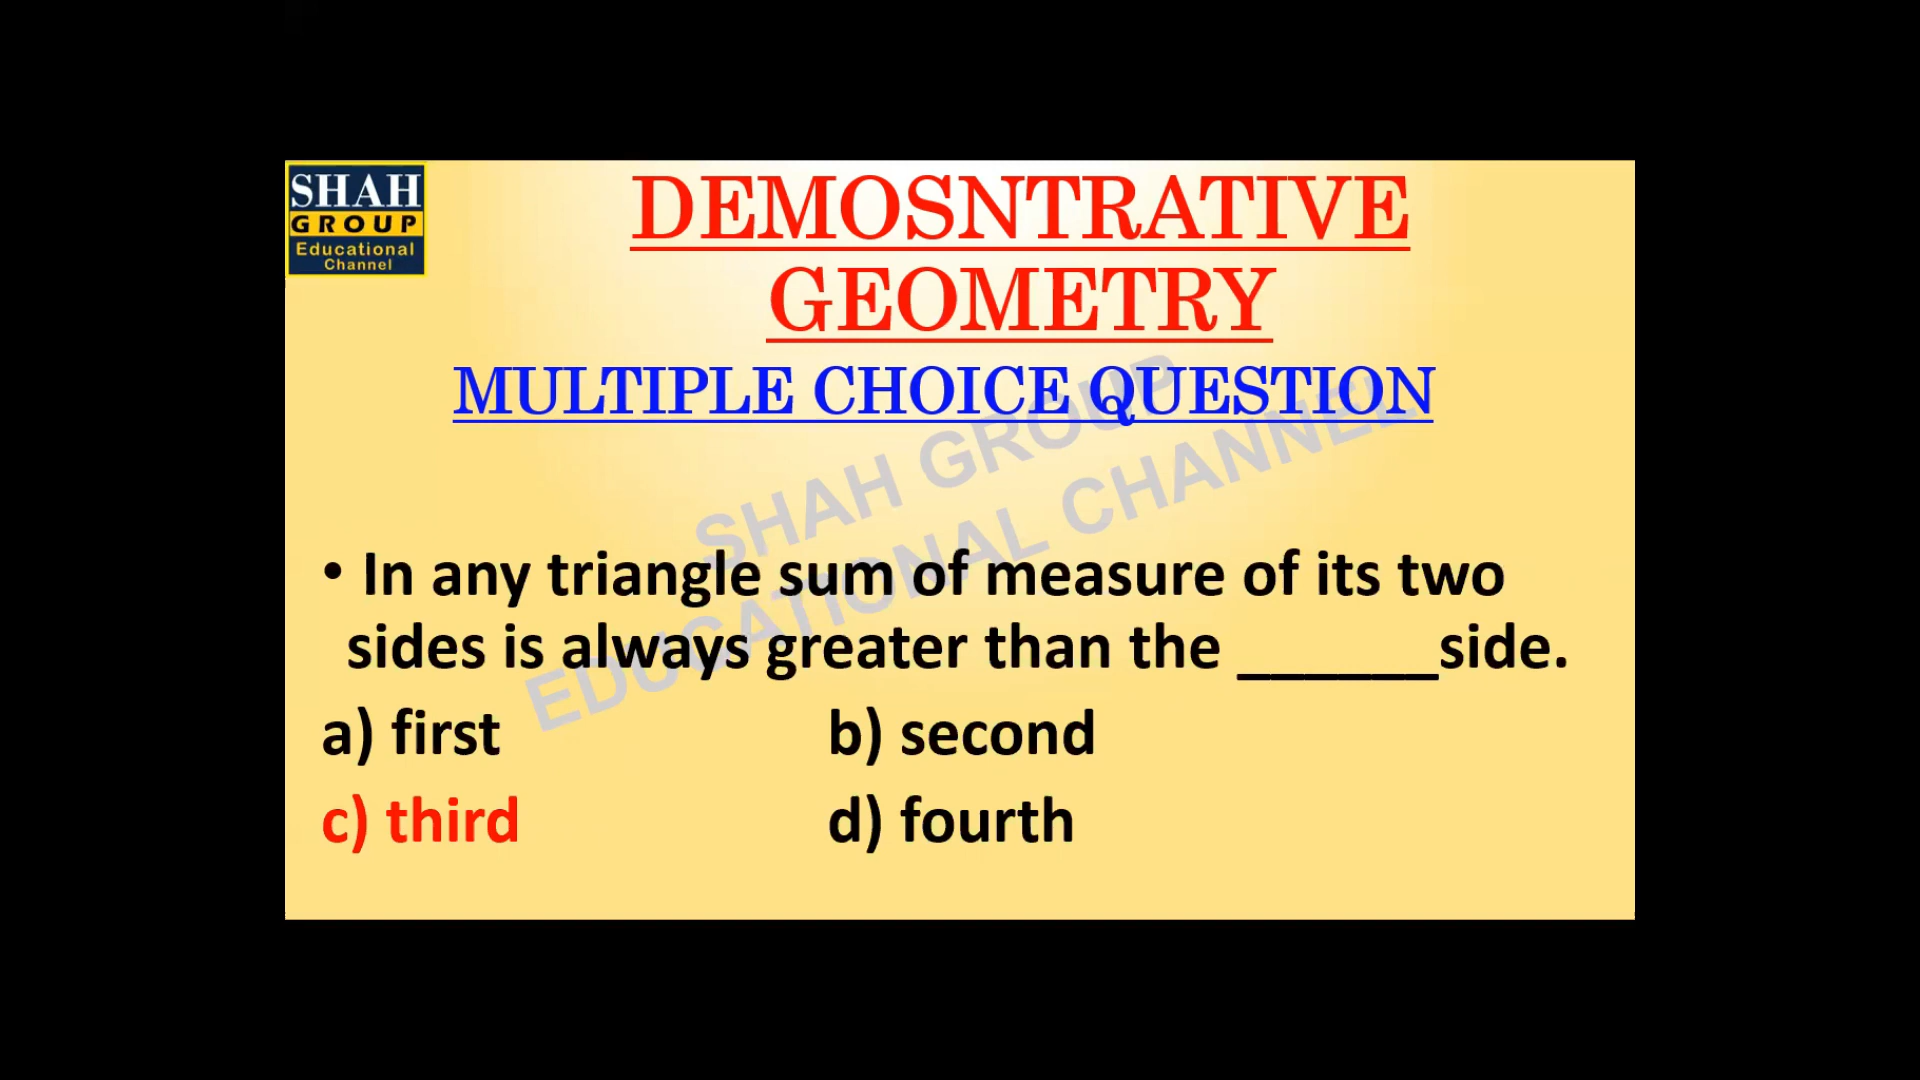 SHAH
GROUP
Educational
Channel
DEMOSNTRATIVE
GEOMETRY
MULTIPLE CHOICE QUESTION
SHAH GROUP
EDUCATIONAL CHANNEL
• In any triangle sum of measure of its two
sides is always greater than the ______side.
a) first b) second
c) third d) fourth